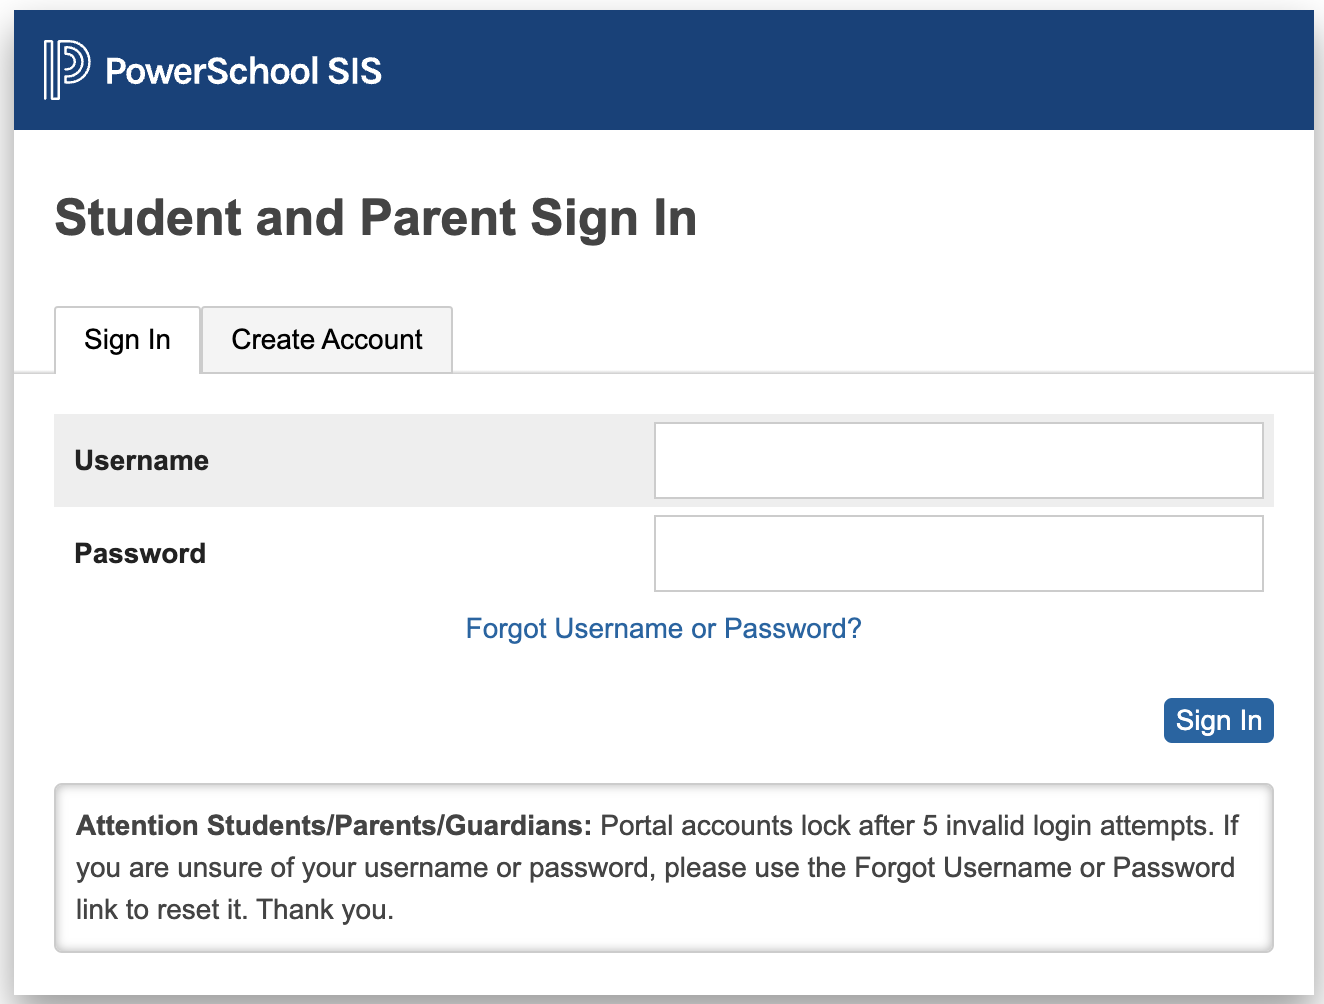 PowerSchool SIS
Student and Parent Sign In
Sign In
Create Account
Username
Password
Forgot Username or Password?
Sign In
Attention Students/Parents/Guardians: Portal accounts lock after 5 invalid login attempts. If
you are unsure of your username or password, please use the Forgot Username or Password
link to reset it. Thank you.